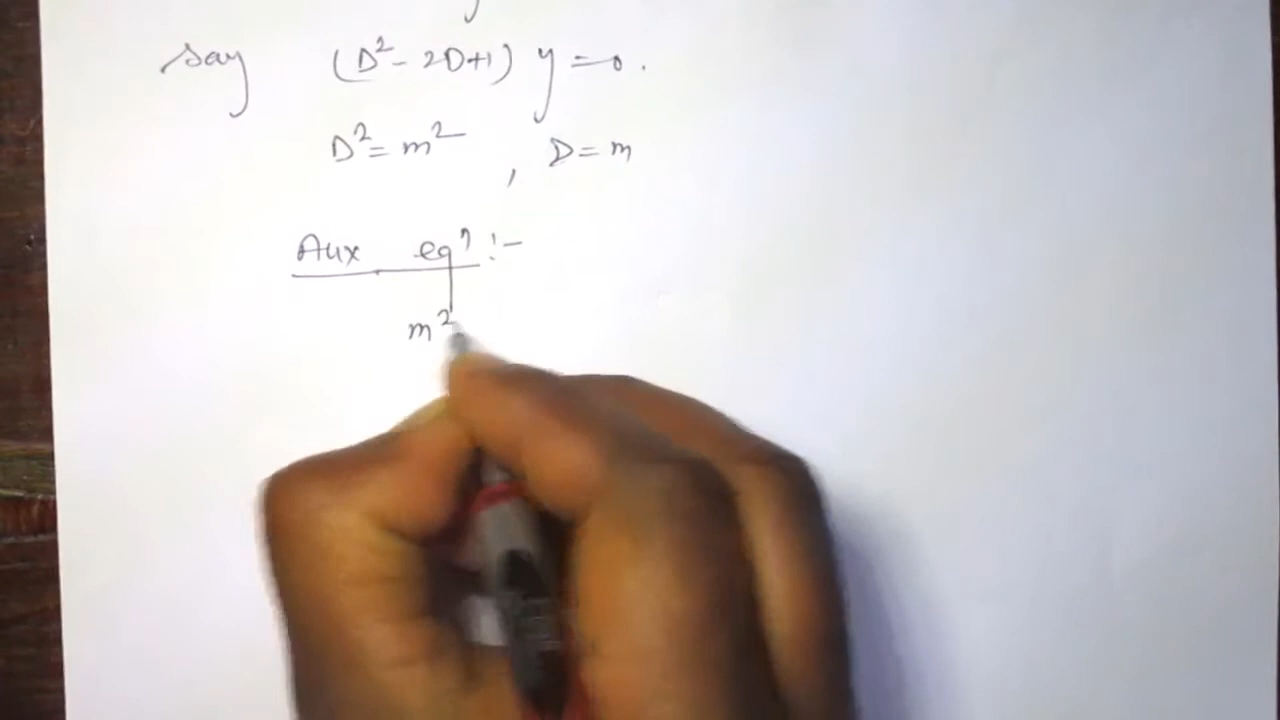 say (D² - 2D+1) y = 0.
D² = m² , D = m
Aux eqⁿ :-
m²